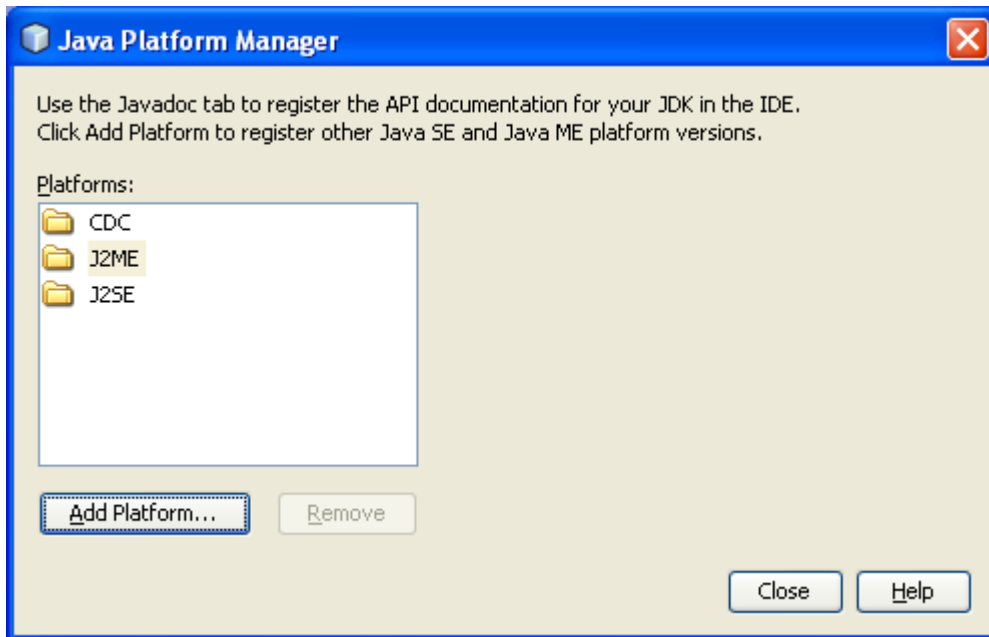 Java Platform Manager
Use the Javadoc tab to register the API documentation for your JDK in the IDE.
Click Add Platform to register other Java SE and Java ME platform versions.
Platforms:
CDC
J2ME
J2SE
Add Platform...
Remove
Close
Help